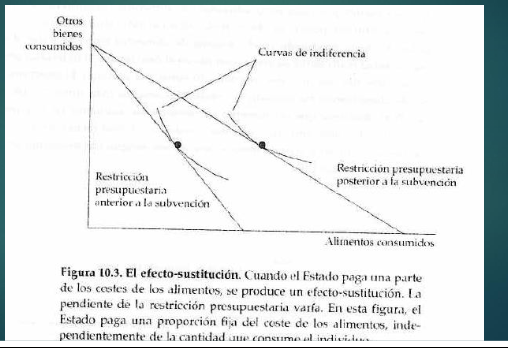 Otros
bienes
consumidos
Curvas de indiferencia
Restricción presupuestaria
posterior a la subvención
Restricción
presupuestaria
anterior a la subvención
Alimentos consumidos
Figura 10.3. El efecto-sustitución. Cuando el Estado paga una parte
de los costes de los alimentos, se produce un efecto-sustitución. La
pendiente de la restricción presupuestaria varía. En esta figura, el
Estado paga una proporción fija del coste de los alimentos, inde-
pendientemente de la cantidad que consume el individuo